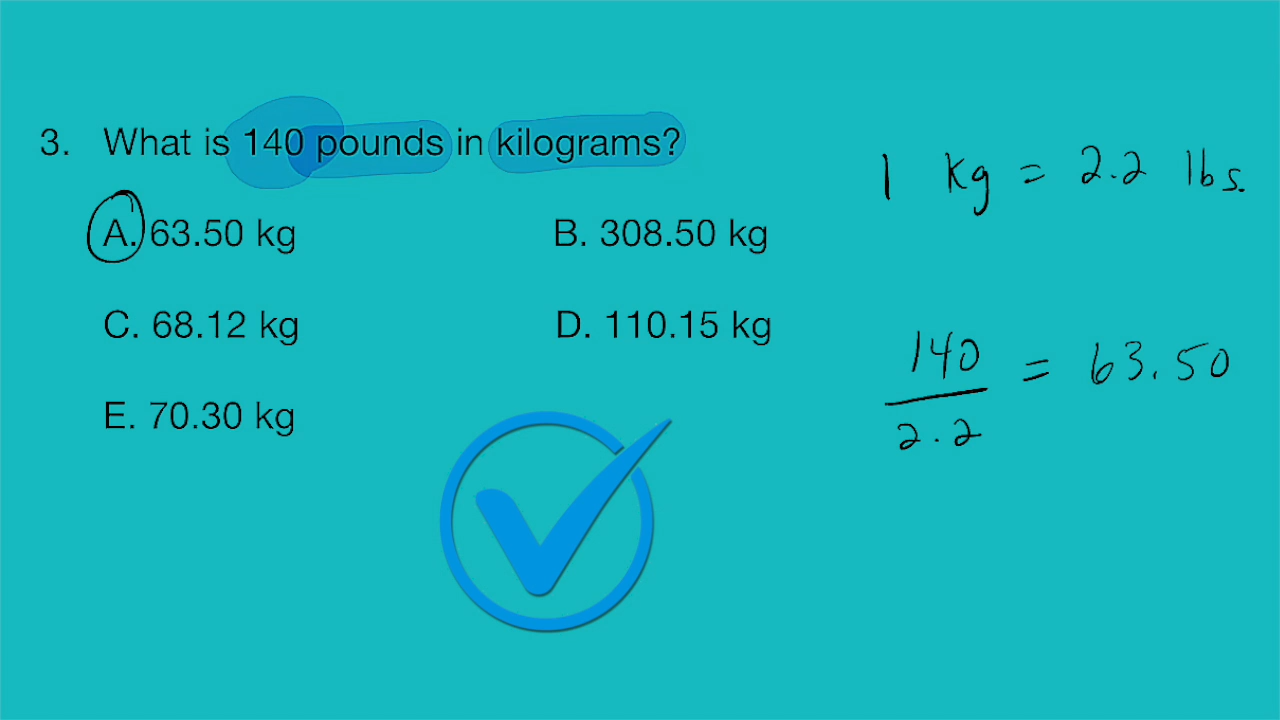 3. What is 140 pounds in kilograms?
A. 63.50 kg
B. 308.50 kg
C. 68.12 kg
D. 110.15 kg
E. 70.30 kg
1 kg = 2.2 lbs.
140
2.2
= 63.50